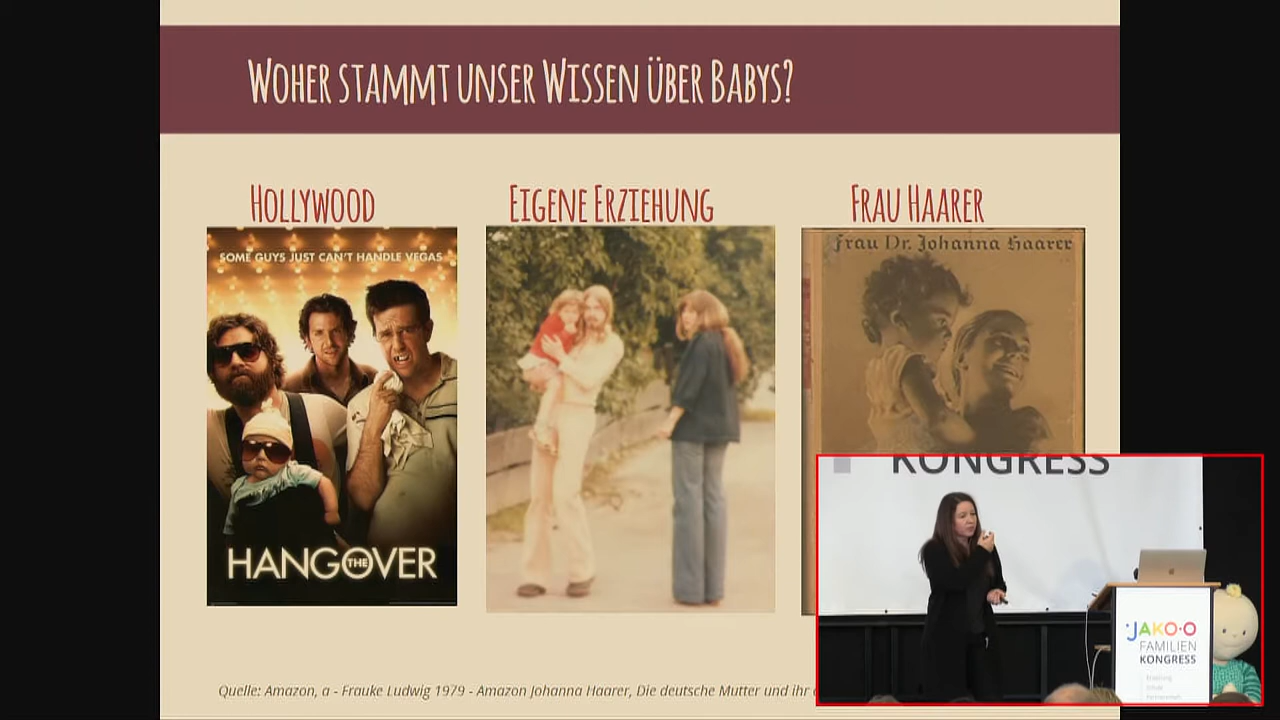 WOHER STAMMT UNSER WISSEN ÜBER BABYS?
HOLLYWOOD
EIGENE ERZIEHUNG
FRAU HAARER
SOME GUYS JUST CAN'T HANDLE VEGAS
THE HANGOVER
Frau Dr. Johanna Haarer
KONGRESS
JAKO-O
FAMILIEN
KONGRESS
Quelle: Amazon, a - Frauke Ludwig 1979 - Amazon Johanna Haarer, Die deutsche Mutter und ihr